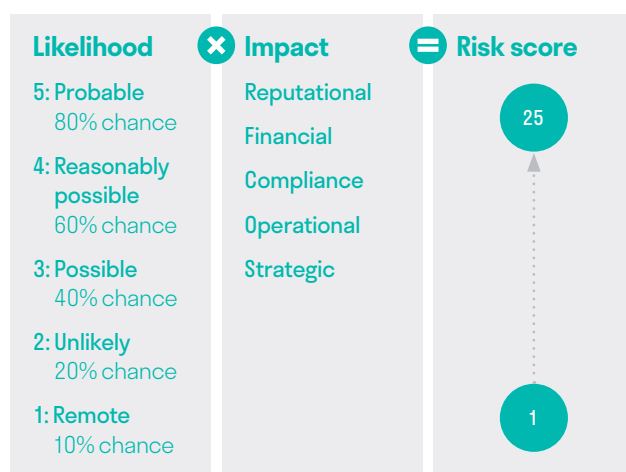 Likelihood × Impact = Risk score
5: Probable
80% chance
4: Reasonably
possible
60% chance
3: Possible
40% chance
2: Unlikely
20% chance
1: Remote
10% chance
Reputational
Financial
Compliance
Operational
Strategic
25
1